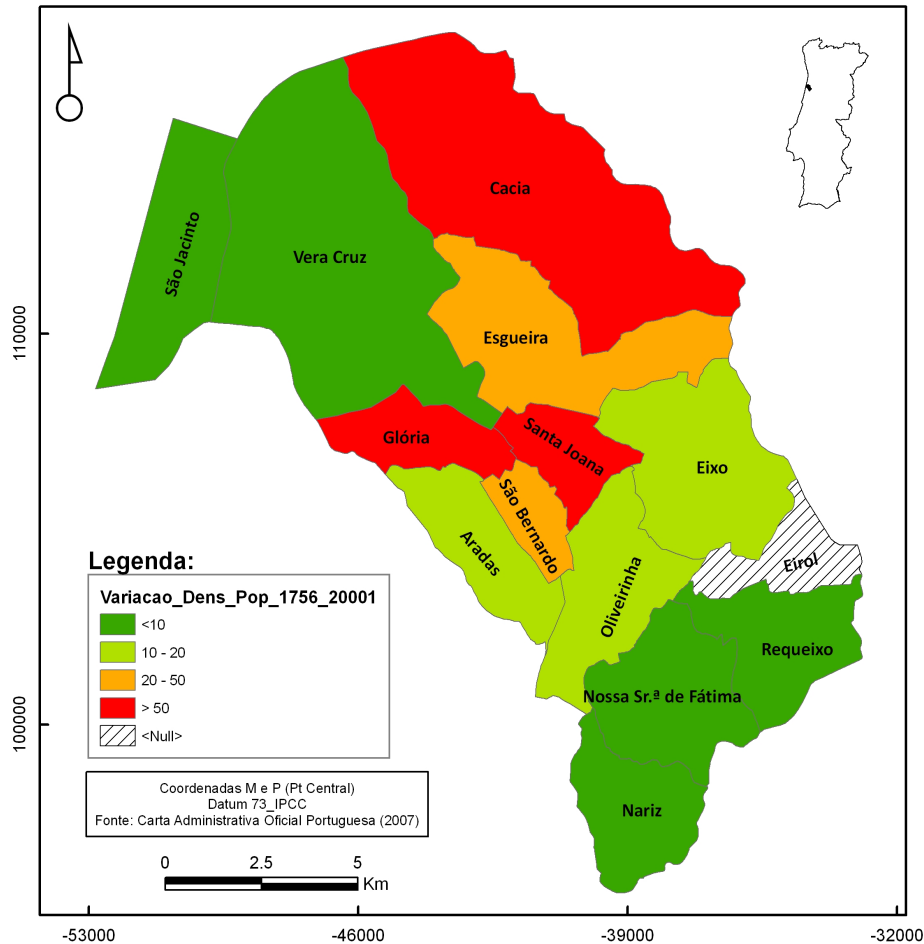 Cacia
São Jacinto
Vera Cruz
Esgueira
Glória
Santa Joana
Eixo
São Bernardo
Aradas
Oliveirinha
Eirol
Requeixo
Nossa Sr.ª de Fátima
Nariz
110000
100000
Legenda:
Variacao_Dens_Pop_1756_20001
<10
10 - 20
20 - 50
> 50
<Null>
Coordenadas M e P (Pt Central)
Datum 73_IPCC
Fonte: Carta Administrativa Oficial Portuguesa (2007)
0 2.5 5
Km
-53000 -46000 -39000 -32000